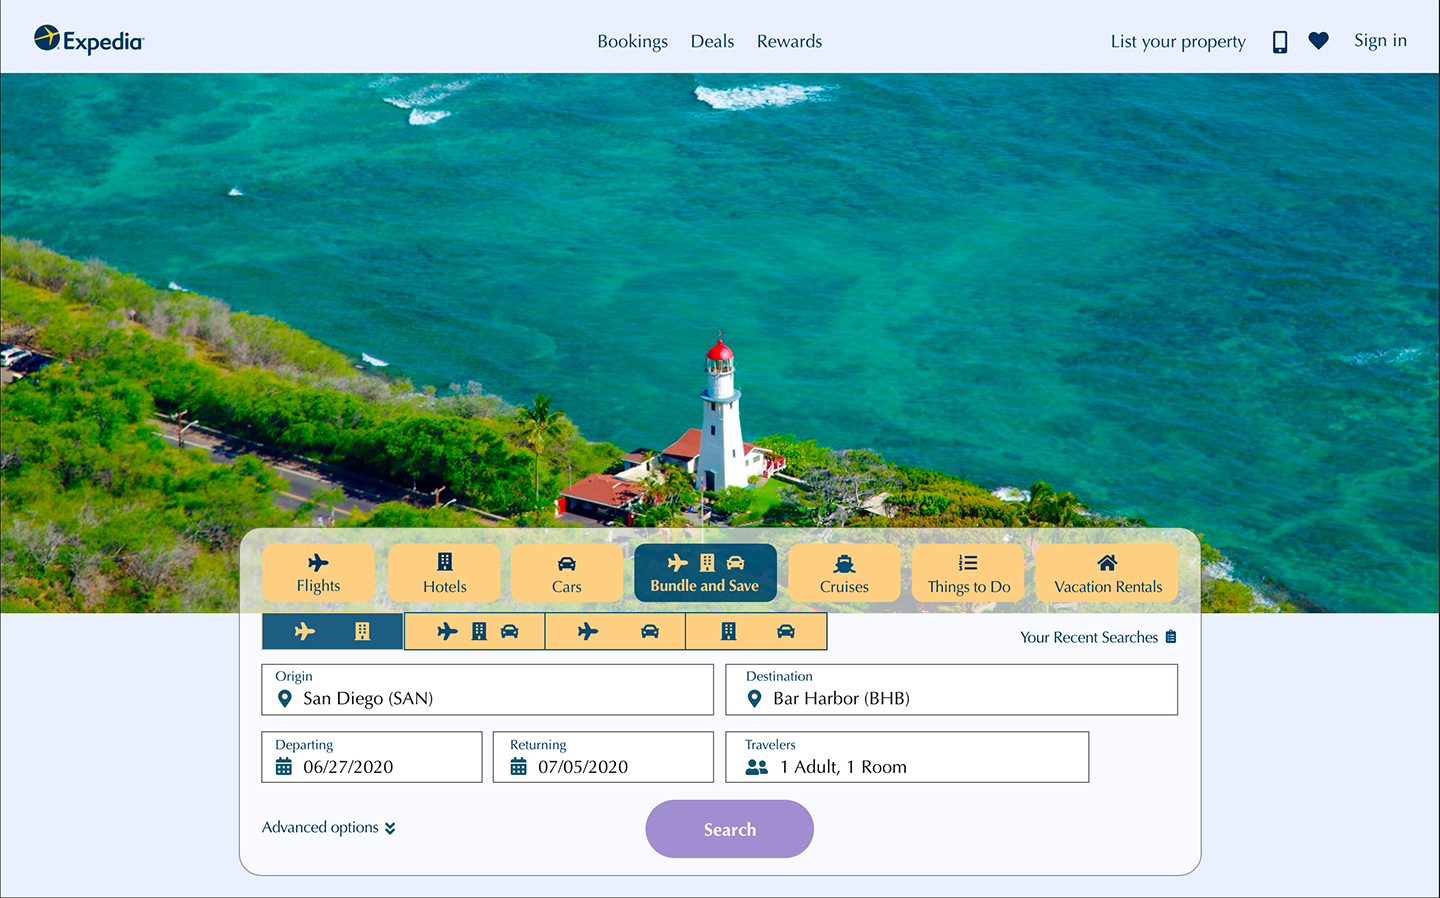 Expedia
Bookings Deals Rewards
List your property Sign in
Flights Hotels Cars Bundle and Save Cruises Things to Do Vacation Rentals
Your Recent Searches
Origin
San Diego (SAN)
Destination
Bar Harbor (BHB)
Departing
06/27/2020
Returning
07/05/2020
Travelers
1 Adult, 1 Room
Advanced options
Search